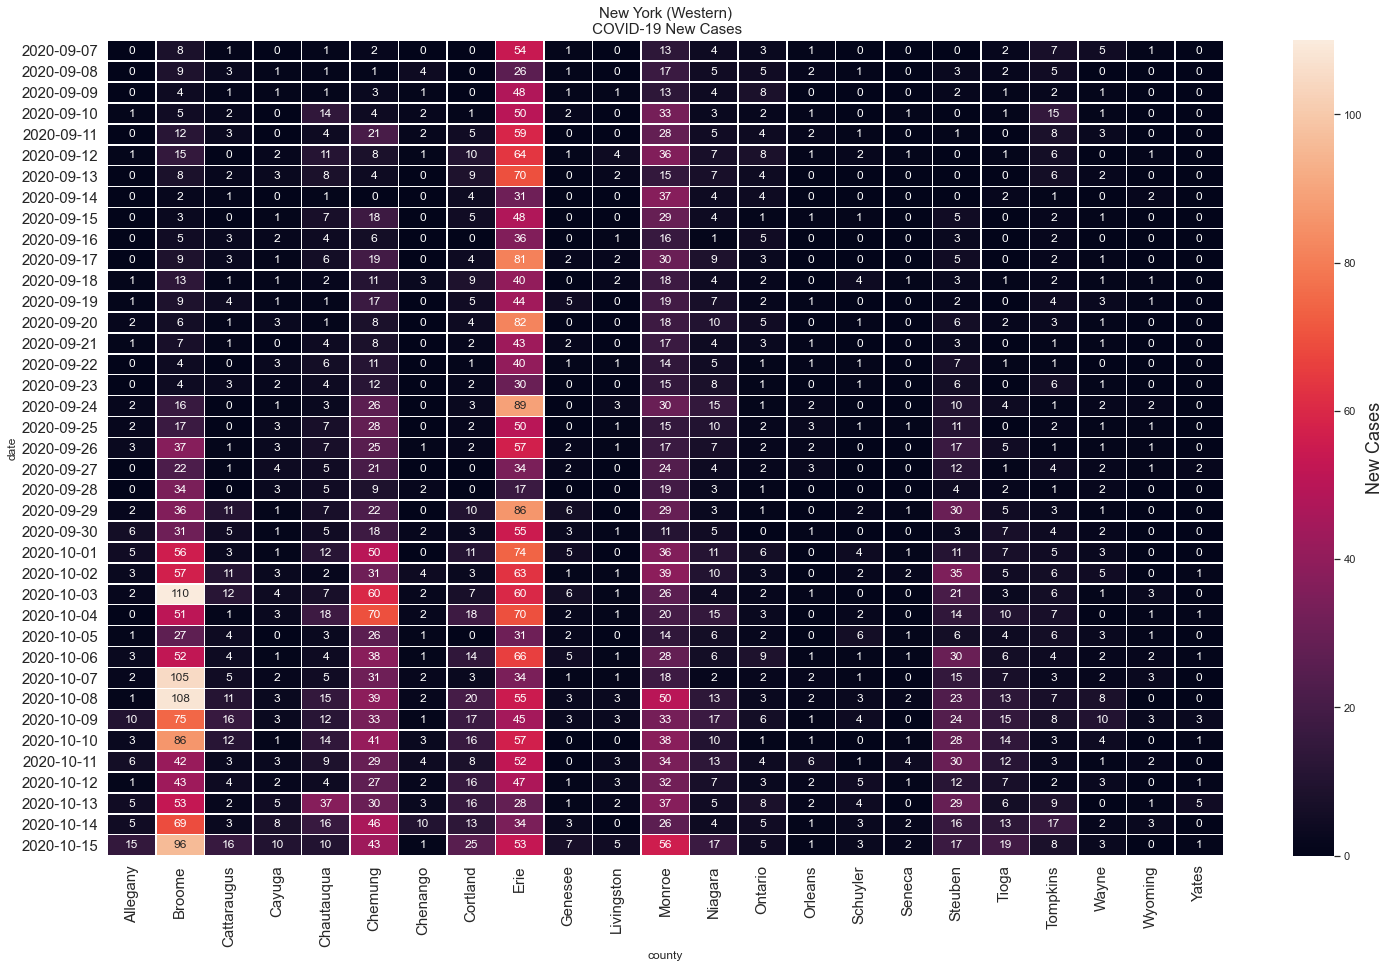 New York (Western)
COVID-19 New Cases
2020-09-07 0 8 1 0 1 2 0 0 54 1 0 13 4 3 1 0 0 0 2 7 5 1 0
2020-09-08 0 9 3 1 1 1 4 0 26 1 0 17 5 5 2 1 0 3 2 5 0 0 0
2020-09-09 0 4 1 1 1 3 1 0 48 1 1 13 4 8 0 0 0 2 1 2 1 0 0
2020-09-10 1 5 2 0 14 4 2 1 50 2 0 33 3 2 1 0 1 0 1 15 1 0 0
2020-09-11 0 12 3 0 4 21 2 5 59 0 0 28 5 4 2 1 0 1 0 8 3 0 0
2020-09-12 1 15 0 2 11 8 1 10 64 1 4 36 7 8 1 2 1 0 1 6 0 1 0
2020-09-13 0 8 2 3 8 4 0 9 70 0 2 15 7 4 0 0 0 0 0 6 2 0 0
2020-09-14 0 2 1 0 1 0 0 4 31 0 0 37 4 4 0 0 0 0 2 1 0 2 0
2020-09-15 0 3 0 1 7 18 0 5 48 0 0 29 4 1 1 1 0 5 0 2 1 0 0
2020-09-16 0 5 3 2 4 6 0 0 36 0 1 16 1 5 0 0 0 3 0 2 0 0 0
2020-09-17 0 9 3 1 6 19 0 4 81 2 2 30 9 3 0 0 0 5 0 2 1 0 0
2020-09-18 1 13 1 1 2 11 3 9 40 0 2 18 4 2 0 4 1 3 1 2 1 1 0
2020-09-19 1 9 4 1 1 17 0 5 44 5 0 19 7 2 1 0 0 2 0 4 3 1 0
2020-09-20 2 6 1 3 1 8 0 4 82 0 0 18 10 5 0 1 0 6 2 3 1 0 0
2020-09-21 1 7 1 0 4 8 0 2 43 2 0 17 4 3 1 0 0 3 0 1 1 0 0
2020-09-22 0 4 0 3 6 11 0 1 40 1 1 14 5 1 1 1 0 7 1 1 0 0 0
2020-09-23 0 4 3 2 4 12 0 2 30 0 0 15 8 1 0 1 0 6 0 6 1 0 0
2020-09-24 2 16 0 1 3 26 0 3 89 0 3 30 15 1 2 0 0 10 4 1 2 2 0
2020-09-25 2 17 0 3 7 28 0 2 50 0 1 15 10 2 3 1 1 11 0 2 1 1 0
2020-09-26 3 37 1 3 7 25 1 2 57 2 1 17 7 2 2 0 0 17 5 1 1 1 0
2020-09-27 0 22 1 4 5 21 0 0 34 2 0 24 4 2 3 0 0 12 1 4 2 1 2
2020-09-28 0 34 0 3 5 9 2 0 17 0 0 19 3 1 0 0 0 4 2 1 2 0 0
2020-09-29 2 36 11 1 7 22 0 10 86 6 0 29 3 1 0 2 1 30 5 3 1 0 0
2020-09-30 6 31 5 1 5 18 2 3 55 3 1 11 5 0 1 0 0 3 7 4 2 0 0
2020-10-01 5 56 3 1 12 50 0 11 74 5 0 36 11 6 0 4 1 11 7 5 3 0 0
2020-10-02 3 57 11 3 2 31 4 3 63 1 1 39 10 3 0 2 2 35 5 6 5 0 1
2020-10-03 2 110 12 4 7 60 2 7 60 6 1 26 4 2 1 0 0 21 3 6 1 3 0
2020-10-04 0 51 1 3 18 70 2 18 70 2 1 20 15 3 0 2 0 14 10 7 0 1 1
2020-10-05 1 27 4 0 3 26 1 0 31 2 0 14 6 2 0 6 1 6 4 6 3 1 0
2020-10-06 3 52 4 1 4 38 1 14 66 5 1 28 6 9 1 1 1 30 6 4 2 2 1
2020-10-07 2 105 5 2 5 31 2 3 34 1 1 18 2 2 2 1 0 15 7 3 2 3 0
2020-10-08 1 108 11 3 15 39 2 20 55 3 3 50 13 3 2 3 2 23 13 7 8 0 0
2020-10-09 10 75 16 3 12 33 1 17 45 3 3 33 17 6 1 4 0 24 15 8 10 3 3
2020-10-10 3 86 12 1 14 41 3 16 57 0 0 38 10 1 1 0 1 28 14 3 4 0 1
2020-10-11 6 42 3 3 9 29 4 8 52 0 3 34 13 4 6 1 4 30 12 3 1 2 0
2020-10-12 1 43 4 2 4 27 2 16 47 1 3 32 7 3 2 5 1 12 7 2 3 0 1
2020-10-13 5 53 2 5 37 30 3 16 28 1 2 37 5 8 2 4 0 29 6 9 0 1 5
2020-10-14 5 69 3 8 16 46 10 13 34 3 0 26 4 5 1 3 2 16 13 17 2 3 0
2020-10-15 15 96 16 10 10 43 1 25 53 7 5 56 17 5 1 3 2 17 19 8 3 0 1
date
Allegany Broome Cattaraugus Cayuga Chautauqua Chemung Chenango Cortland Erie Genesee Livingston Monroe Niagara Ontario Orleans Schuyler Seneca Steuben Tioga Tompkins Wayne Wyoming Yates
county
100
80
60
40
20
0
New Cases